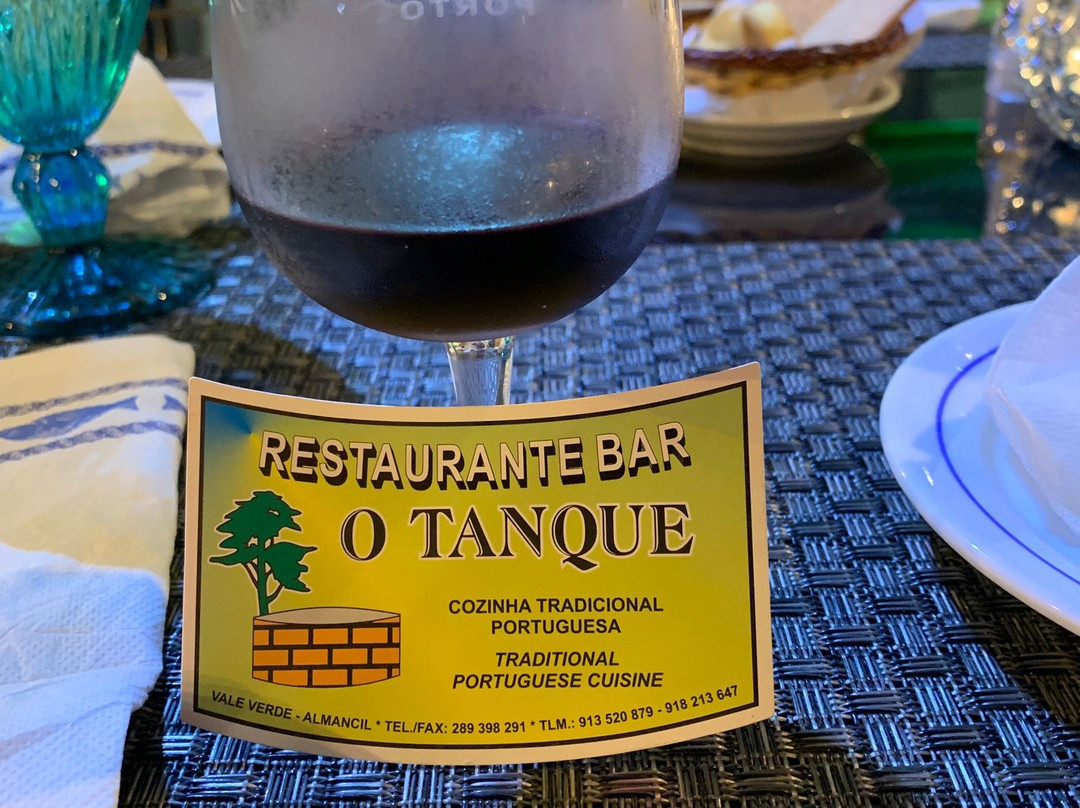 PORTO
RESTAURANTE BAR
O TANQUE
COZINHA TRADICIONAL
PORTUGUESA
TRADITIONAL
PORTUGUESE CUISINE
VALE VERDE - ALMANCIL * TEL./FAX: 289 398 291 * TLM.: 913 520 879 - 918 213 647